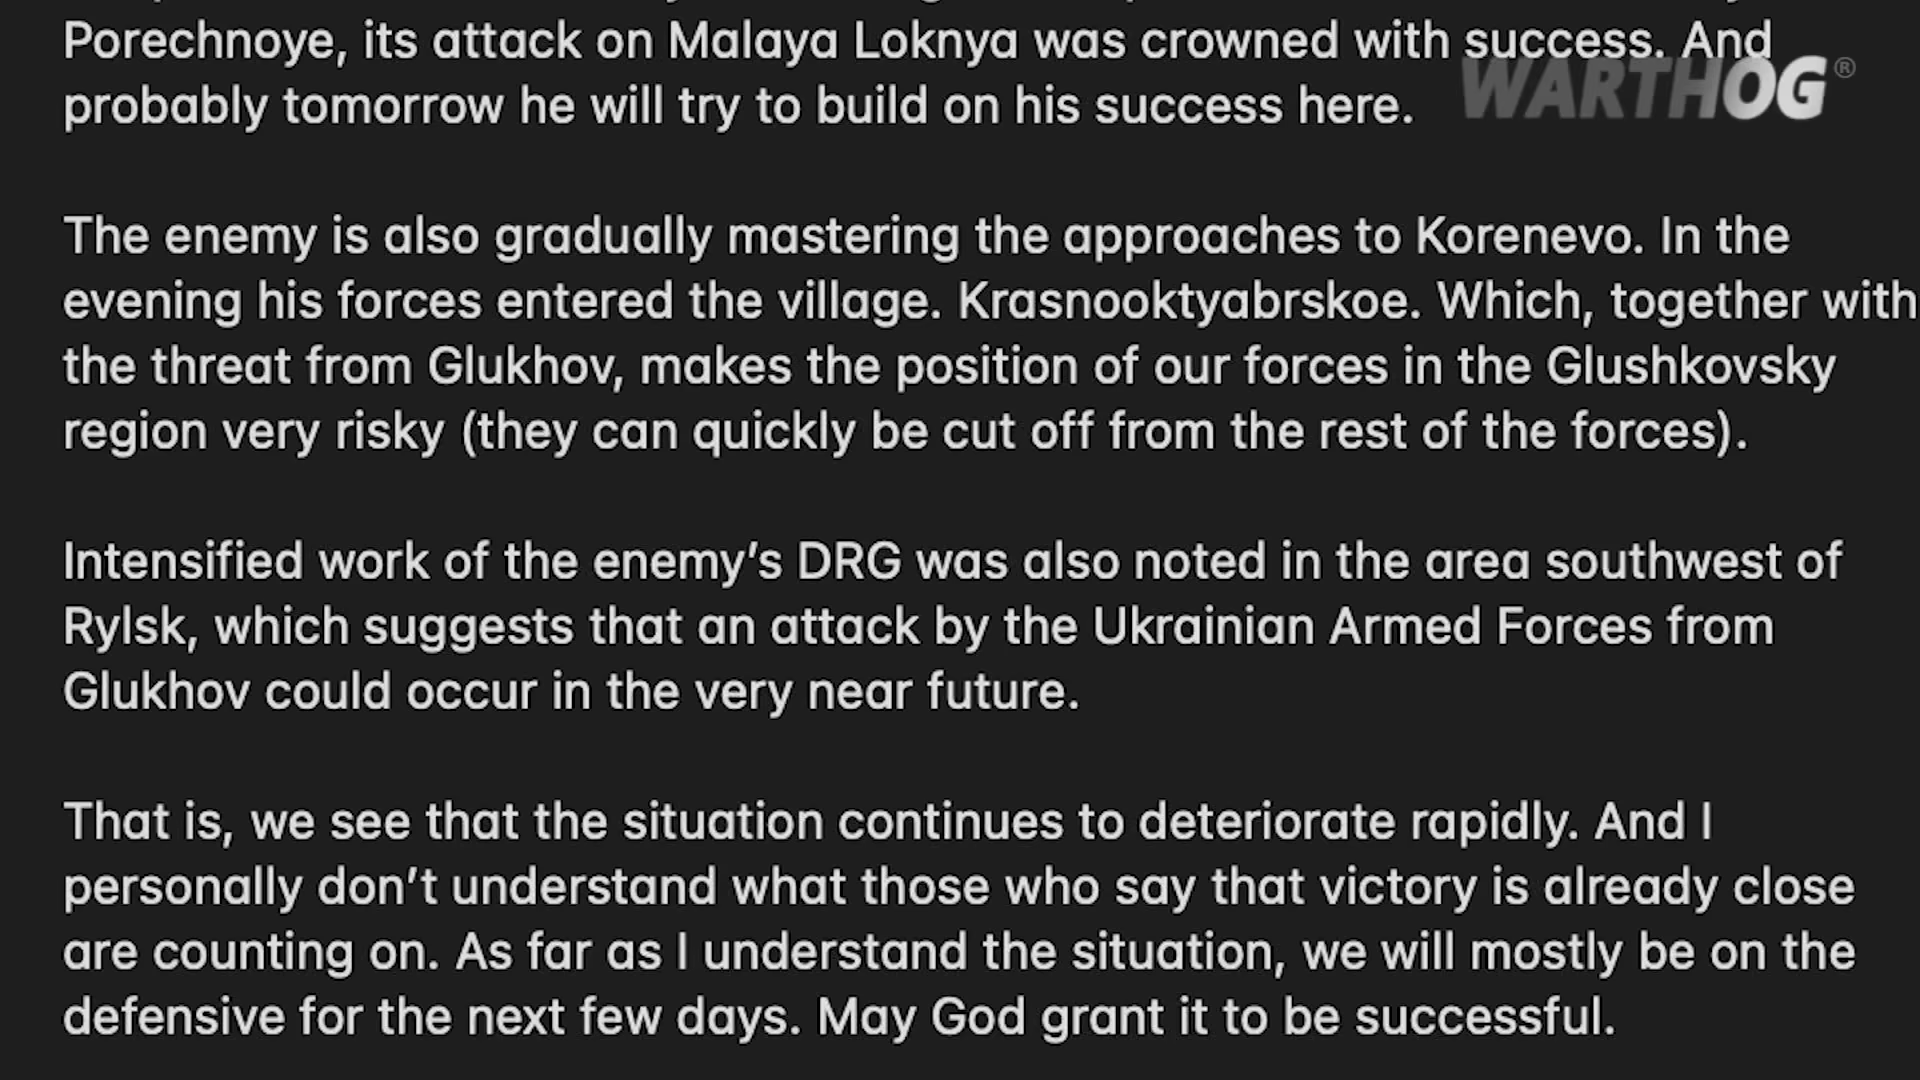 Porechnoye, its attack on Malaya Loknya was crowned with success. And
WARTHOG®
probably tomorrow he will try to build on his success here.
The enemy is also gradually mastering the approaches to Korenevo. In the
evening his forces entered the village. Krasnooktyabrskoe. Which, together with
the threat from Glukhov, makes the position of our forces in the Glushkovsky
region very risky (they can quickly be cut off from the rest of the forces).
Intensified work of the enemy’s DRG was also noted in the area southwest of
Rylsk, which suggests that an attack by the Ukrainian Armed Forces from
Glukhov could occur in the very near future.
That is, we see that the situation continues to deteriorate rapidly. And I
personally don’t understand what those who say that victory is already close
are counting on. As far as I understand the situation, we will mostly be on the
defensive for the next few days. May God grant it to be successful.